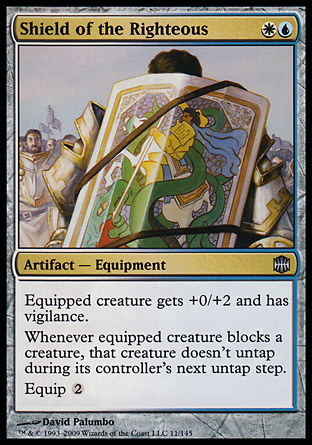 Shield of the Righteous
Artifact — Equipment
Equipped creature gets +0/+2 and has
vigilance.
Whenever equipped creature blocks a
creature, that creature doesn't untap
during its controller's next untap step.
Equip 2
David Palumbo
™ & © 1993-2009 Wizards of the Coast LLC 11/145